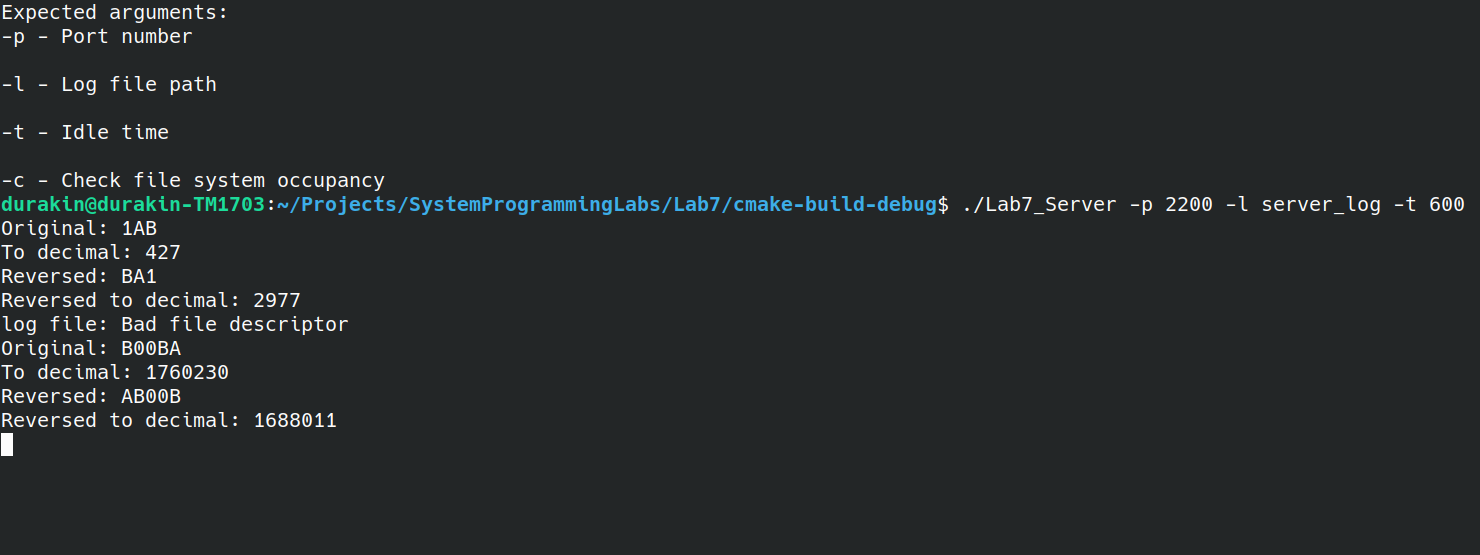 Expected arguments:
-p - Port number
-l - Log file path
-t - Idle time
-c - Check file system occupancy
durakin@durakin-TM1703:~/Projects/SystemProgrammingLabs/Lab7/cmake-build-debug$ ./Lab7_Server -p 2200 -l server_log -t 600
Original: 1AB
To decimal: 427
Reversed: BA1
Reversed to decimal: 2977
log file: Bad file descriptor
Original: B00BA
To decimal: 1760230
Reversed: AB00B
Reversed to decimal: 1688011